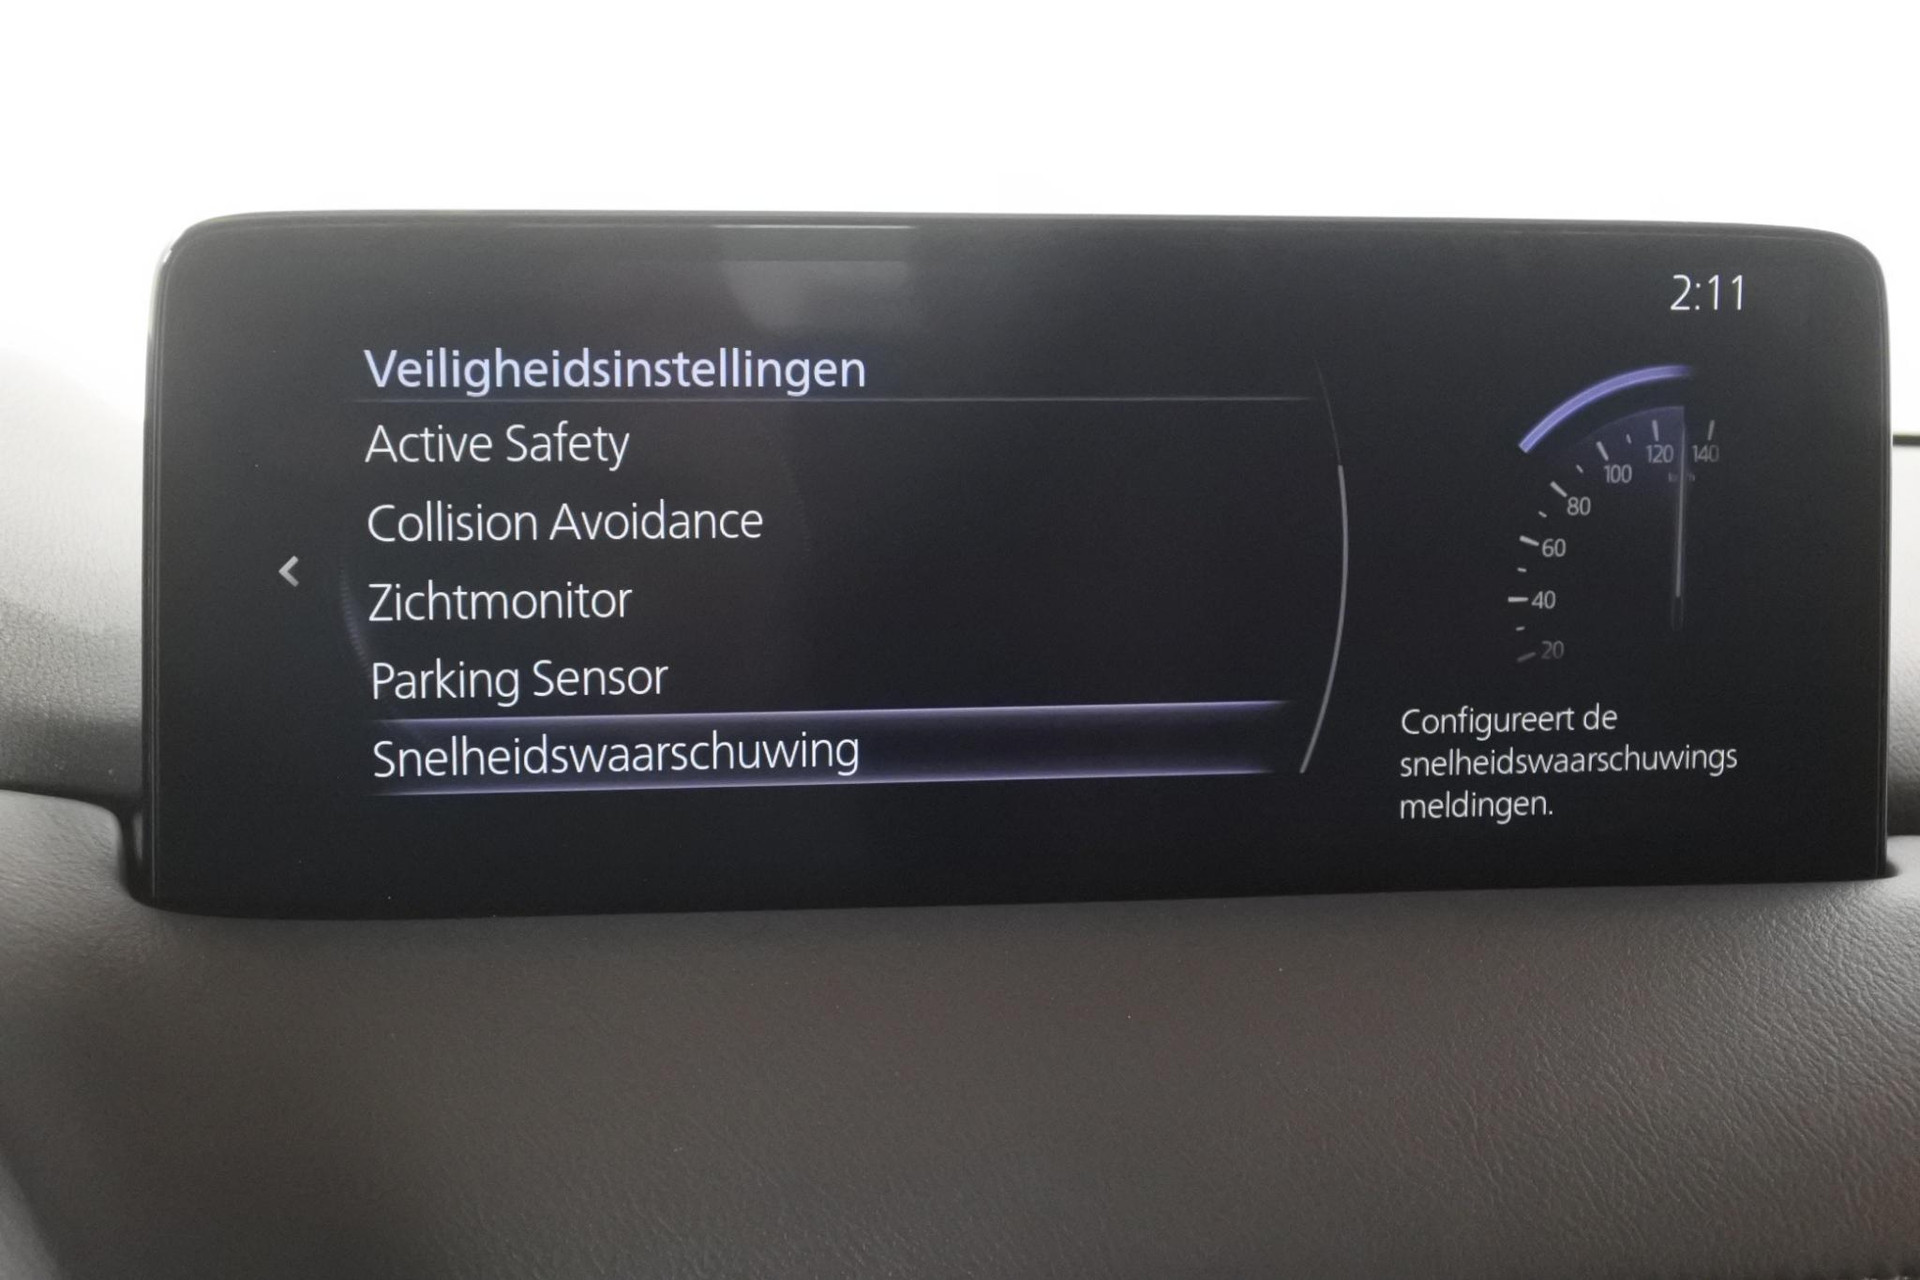 2:11
Veiligheidsinstellingen
Active Safety
Collision Avoidance
Zichtmonitor
Parking Sensor
Snelheidswaarschuwing
140
120
100
80
60
40
20
Configureert de
snelheidswaarschuwings
meldingen.